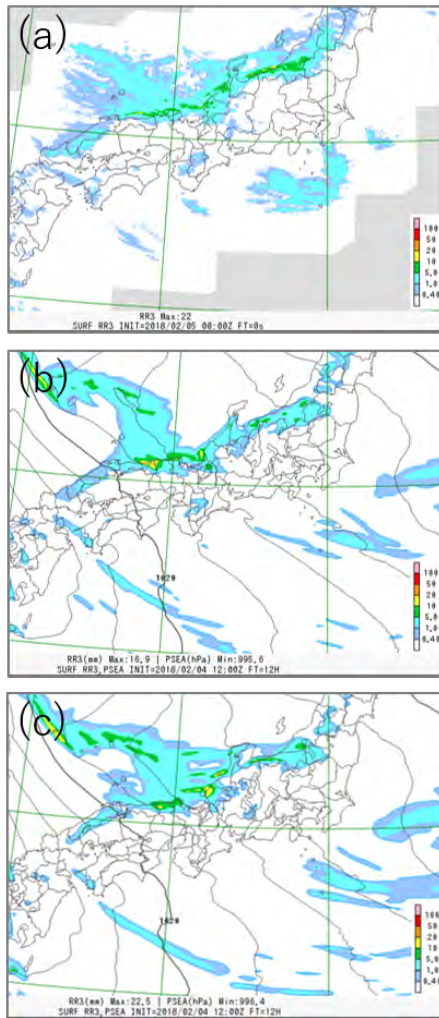 (a)
100
50
20
10
5.0
1.0
0.40
RR3 Max:22
SURF RR3 INIT=2018/02/05 00:00Z FT=0s
(b)
1020
100
50
20
10
5.0
1.0
0.40
RR3(mm) Max:16.9 | PSEA(hPa) Min:995.6
SURF RR3,PSEA INIT=2018/02/04 12:00Z FT=12H
(c)
1020
100
50
20
10
5.0
1.0
0.40
RR3(mm) Max:22.5 | PSEA(hPa) Min:996.4
SURF RR3,PSEA INIT=2018/02/04 12:00Z FT=12H